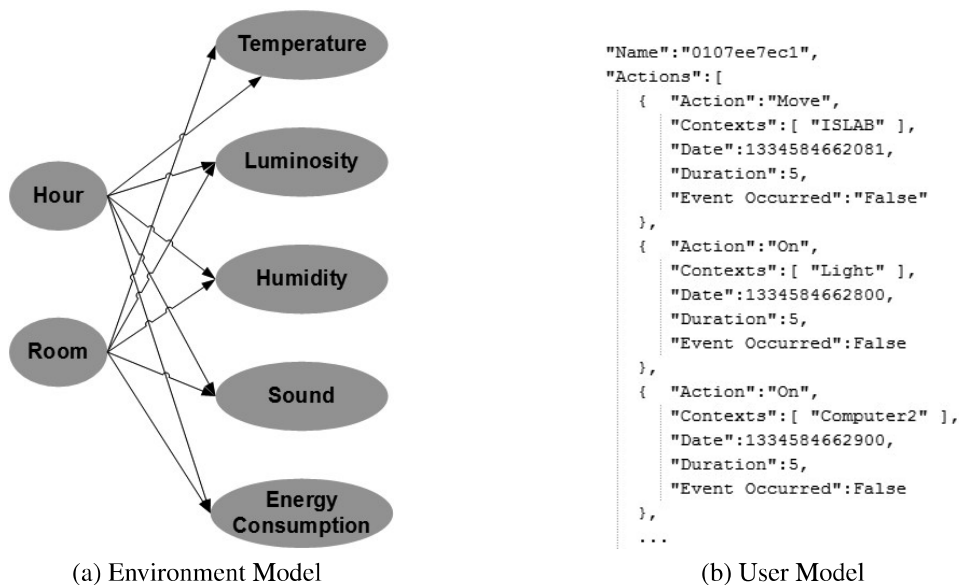 Temperature
Luminosity
Hour
Humidity
Room
Sound
Energy
Consumption
(a) Environment Model
"Name":"0107ee7ec1",
"Actions":[
{ "Action":"Move",
"Contexts":[ "ISLAB" ],
"Date":1334584662081,
"Duration":5,
"Event Occurred":"False"
},
{ "Action":"On",
"Contexts":[ "Light" ],
"Date":1334584662800,
"Duration":5,
"Event Occurred":False
},
{ "Action":"On",
"Contexts":[ "Computer2" ],
"Date":1334584662900,
"Duration":5,
"Event Occurred":False
},
...
(b) User Model